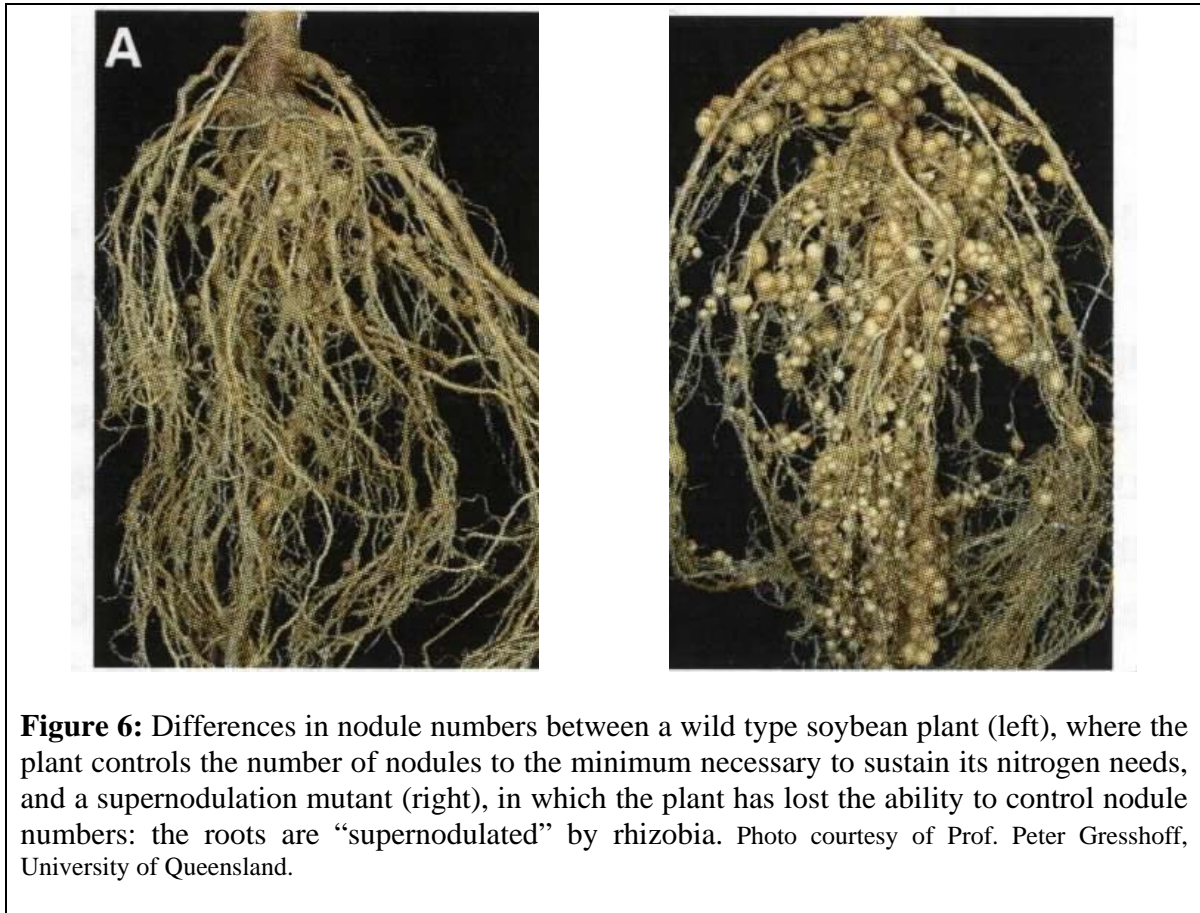 A
Figure 6: Differences in nodule numbers between a wild type soybean plant (left), where the
plant controls the number of nodules to the minimum necessary to sustain its nitrogen needs,
and a supernodulation mutant (right), in which the plant has lost the ability to control nodule
numbers: the roots are “supernodulated” by rhizobia. Photo courtesy of Prof. Peter Gresshoff,
University of Queensland.